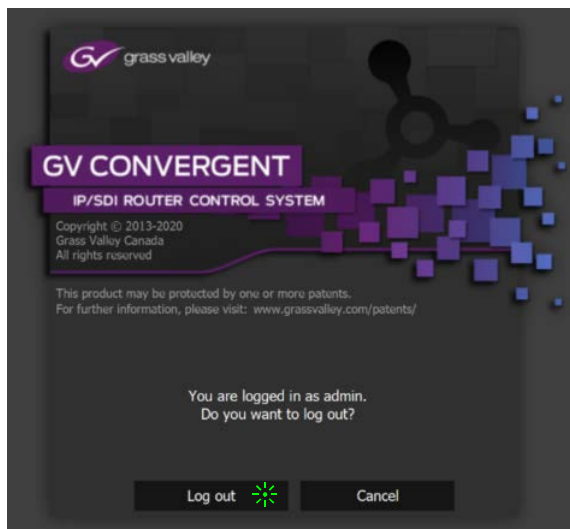 GV grass valley
GV CONVERGENT
IP/SDI ROUTER CONTROL SYSTEM
Copyright © 2013-2020
Grass Valley Canada
All rights reserved
This product may be protected by one or more patents.
For further information, please visit: www.grassvalley.com/patents/
You are logged in as admin.
Do you want to log out?
Log out
Cancel